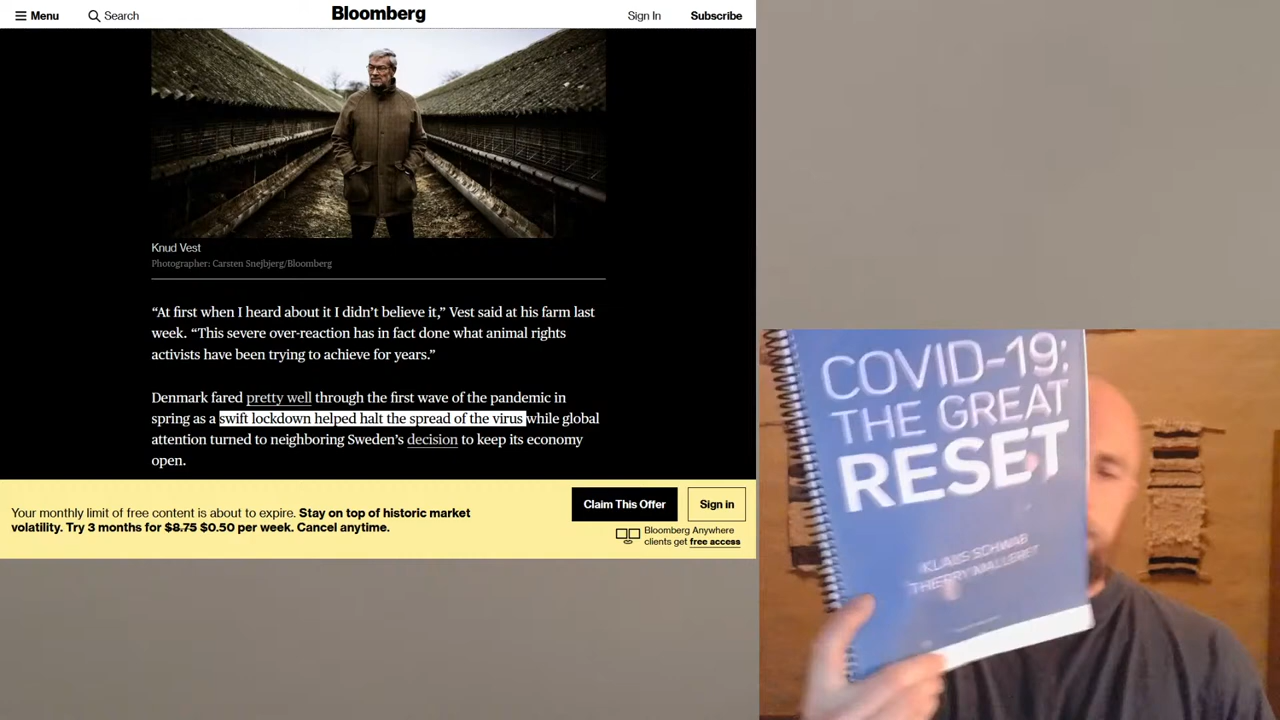 Menu
Search
Bloomberg
Sign In
Subscribe
Knud Vest
Photographer: Carsten Snejbjerg/Bloomberg
“At first when I heard about it I didn’t believe it,” Vest said at his farm last
week. “This severe over-reaction has in fact done what animal rights
activists have been trying to achieve for years.”
Denmark fared pretty well through the first wave of the pandemic in
spring as a swift lockdown helped halt the spread of the virus while global
attention turned to neighboring Sweden’s decision to keep its economy
open.
Your monthly limit of free content is about to expire. Stay on top of historic market
volatility. Try 3 months for $8.75 $0.50 per week. Cancel anytime.
Claim This Offer
Sign in
Bloomberg Anywhere
clients get free access
COVID-19:
THE GREAT
RESET
KLAUS SCHWAB
THIERRY MALLERET